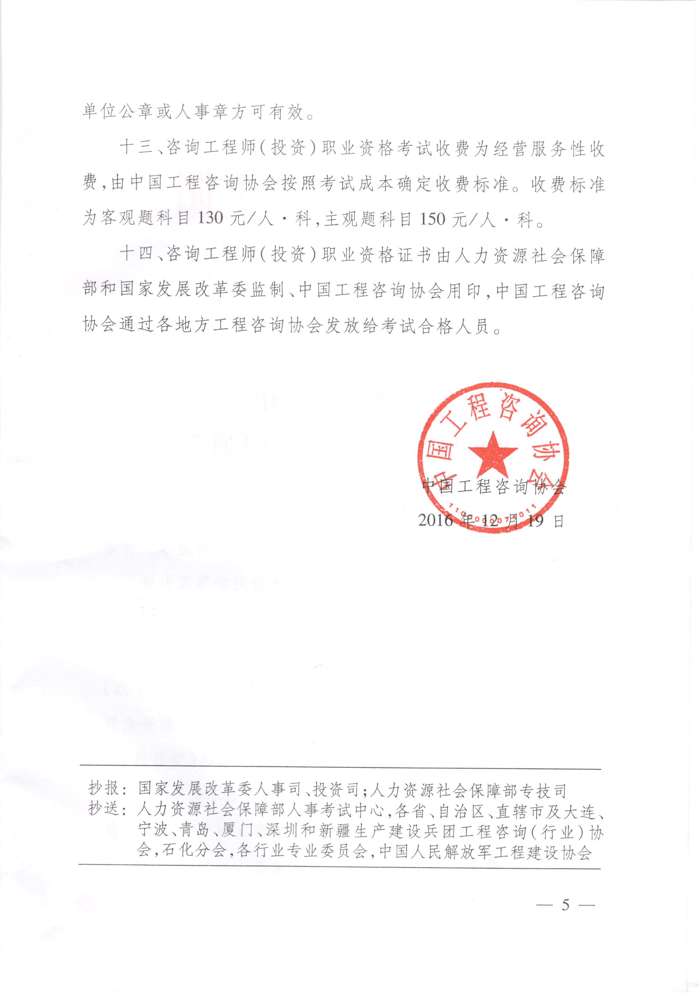 单位公章或人事章方可有效。
十三、咨询工程师(投资)职业资格考试收费为经营服务性收
费,由中国工程咨询协会按照考试成本确定收费标准。收费标准
为客观题科目130元/人·科,主观题科目150元/人·科。
十四、咨询工程师(投资)职业资格证书由人力资源社会保障
部和国家发展改革委监制、中国工程咨询协会用印,中国工程咨询
协会通过各地方工程咨询协会发放给考试合格人员。
中国工程咨询协会
中国工程咨询协会
2016年12月19日
抄报:国家发展改革委人事司、投资司;人力资源社会保障部专技司
抄送:人力资源社会保障部人事考试中心,各省、自治区、直辖市及大连、
宁波、青岛、厦门、深圳和新疆生产建设兵团工程咨询(行业)协
会,石化分会,各行业专业委员会,中国人民解放军工程建设协会
— 5 —